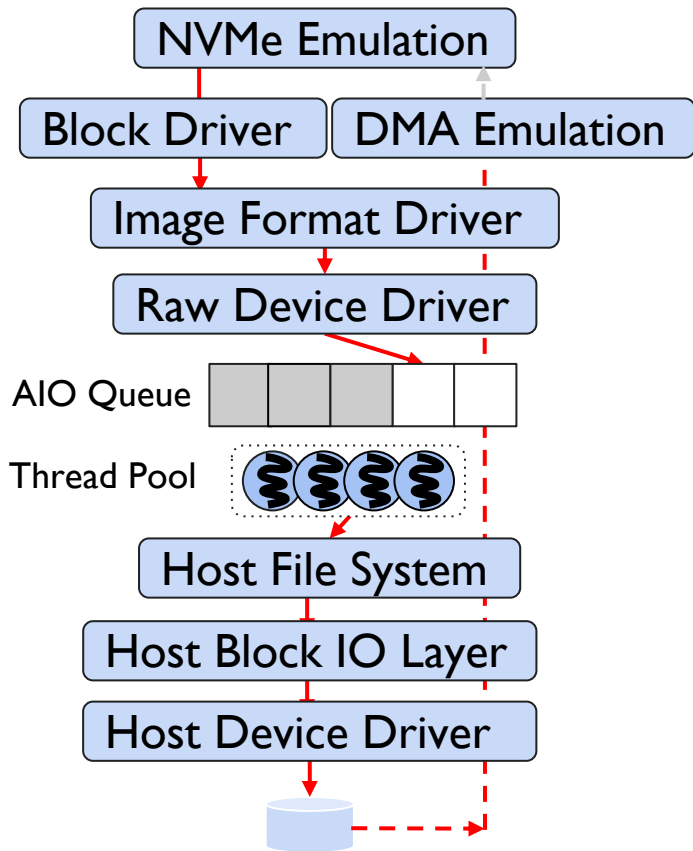 NVMe Emulation
Block Driver
DMA Emulation
Image Format Driver
Raw Device Driver
AIO Queue
Thread Pool
Host File System
Host Block IO Layer
Host Device Driver